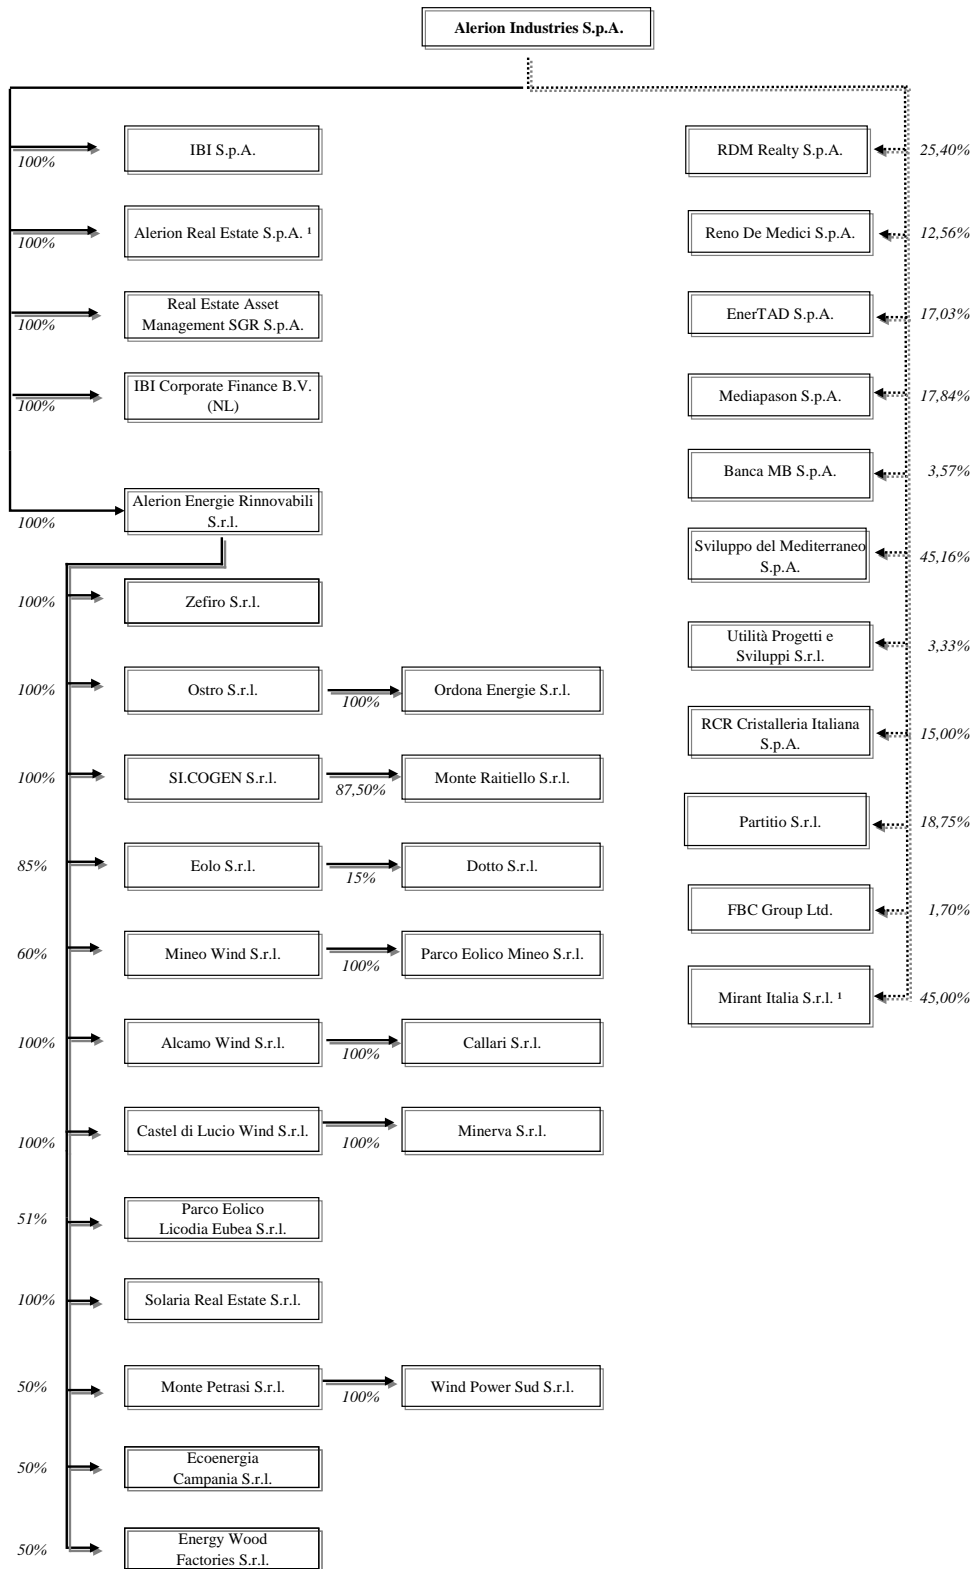 Alerion Industries S.p.A.
100%
IBI S.p.A.
RDM Realty S.p.A.
25,40%
100%
Alerion Real Estate S.p.A. ¹
Reno De Medici S.p.A.
12,56%
100%
Real Estate Asset
Management SGR S.p.A.
EnerTAD S.p.A.
17,03%
100%
IBI Corporate Finance B.V.
(NL)
Mediapason S.p.A.
17,84%
Banca MB S.p.A.
3,57%
100%
Alerion Energie Rinnovabili
S.r.l.
Sviluppo del Mediterraneo
S.p.A.
45,16%
100%
Zefiro S.r.l.
Utilità Progetti e
Sviluppi S.r.l.
3,33%
100%
Ostro S.r.l.
100%
Ordona Energie S.r.l.
RCR Cristalleria Italiana
S.p.A.
15,00%
100%
SI.COGEN S.r.l.
87,50%
Monte Raitiello S.r.l.
Partitio S.r.l.
18,75%
85%
Eolo S.r.l.
15%
Dotto S.r.l.
FBC Group Ltd.
1,70%
60%
Mineo Wind S.r.l.
100%
Parco Eolico Mineo S.r.l.
Mirant Italia S.r.l. ¹
45,00%
100%
Alcamo Wind S.r.l.
100%
Callari S.r.l.
100%
Castel di Lucio Wind S.r.l.
100%
Minerva S.r.l.
51%
Parco Eolico
Licodia Eubea S.r.l.
100%
Solaria Real Estate S.r.l.
50%
Monte Petrasi S.r.l.
100%
Wind Power Sud S.r.l.
50%
Ecoenergia
Campania S.r.l.
50%
Energy Wood
Factories S.r.l.